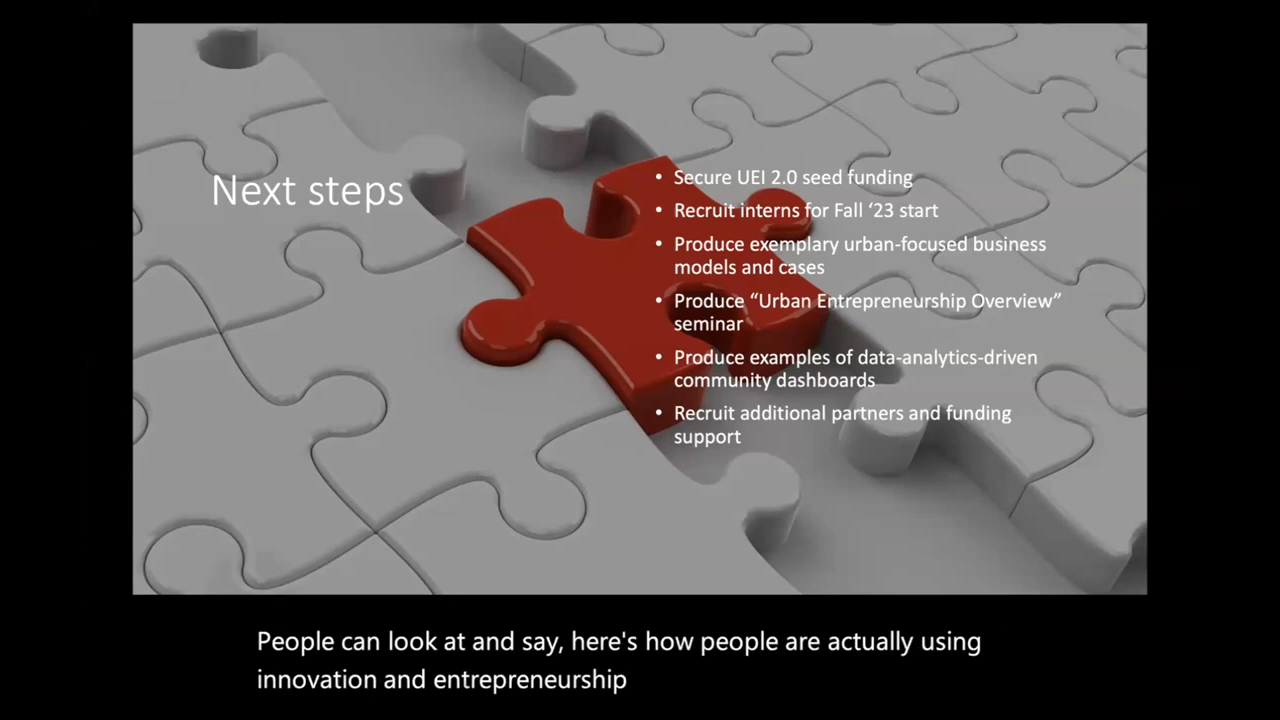 Next steps
• Secure UEI 2.0 seed funding
• Recruit interns for Fall ‘23 start
• Produce exemplary urban-focused business
models and cases
• Produce “Urban Entrepreneurship Overview”
seminar
• Produce examples of data-analytics-driven
community dashboards
• Recruit additional partners and funding
support
People can look at and say, here's how people are actually using
innovation and entrepreneurship